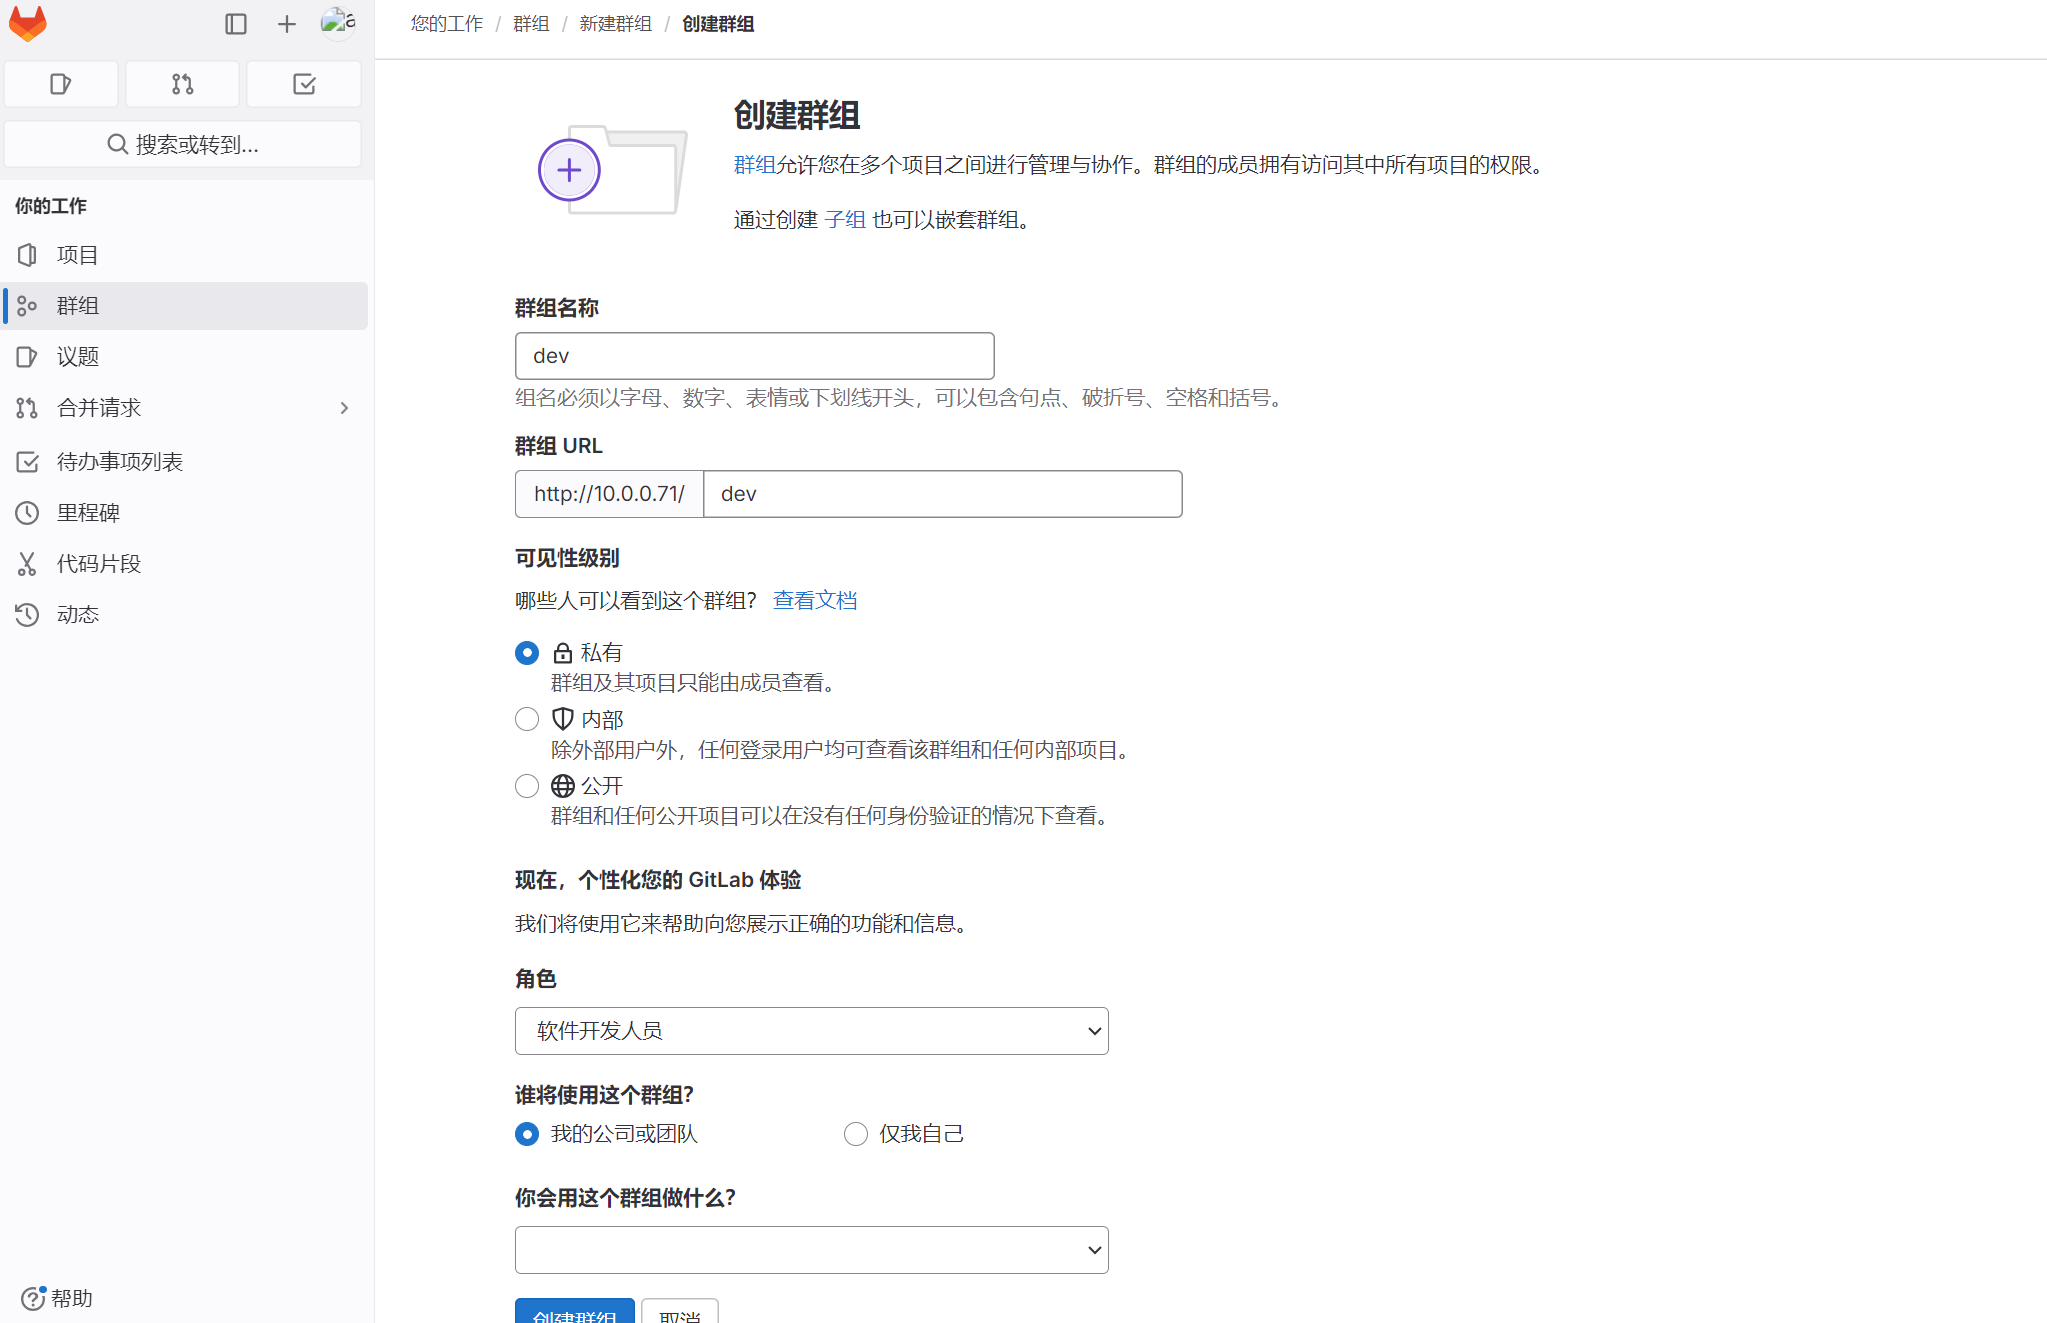 您的工作 / 群组 / 新建群组 / 创建群组
搜索或转到...
你的工作
项目
群组
议题
合并请求
待办事项列表
里程碑
代码片段
动态
帮助
创建群组
群组允许您在多个项目之间进行管理与协作。群组的成员拥有访问其中所有项目的权限。
通过创建 子组 也可以嵌套群组。
群组名称
dev
组名必须以字母、数字、表情或下划线开头，可以包含句点、破折号、空格和括号。
群组 URL
http://10.0.0.71/ dev
可见性级别
哪些人可以看到这个群组？ 查看文档
私有
群组及其项目只能由成员查看。
内部
除外部用户外，任何登录用户均可查看该群组和任何内部项目。
公开
群组和任何公开项目可以在没有任何身份验证的情况下查看。
现在，个性化您的 GitLab 体验
我们将使用它来帮助向您展示正确的功能和信息。
角色
软件开发人员
谁将使用这个群组？
我的公司或团队 仅我自己
你会用这个群组做什么？
创建群组 取消